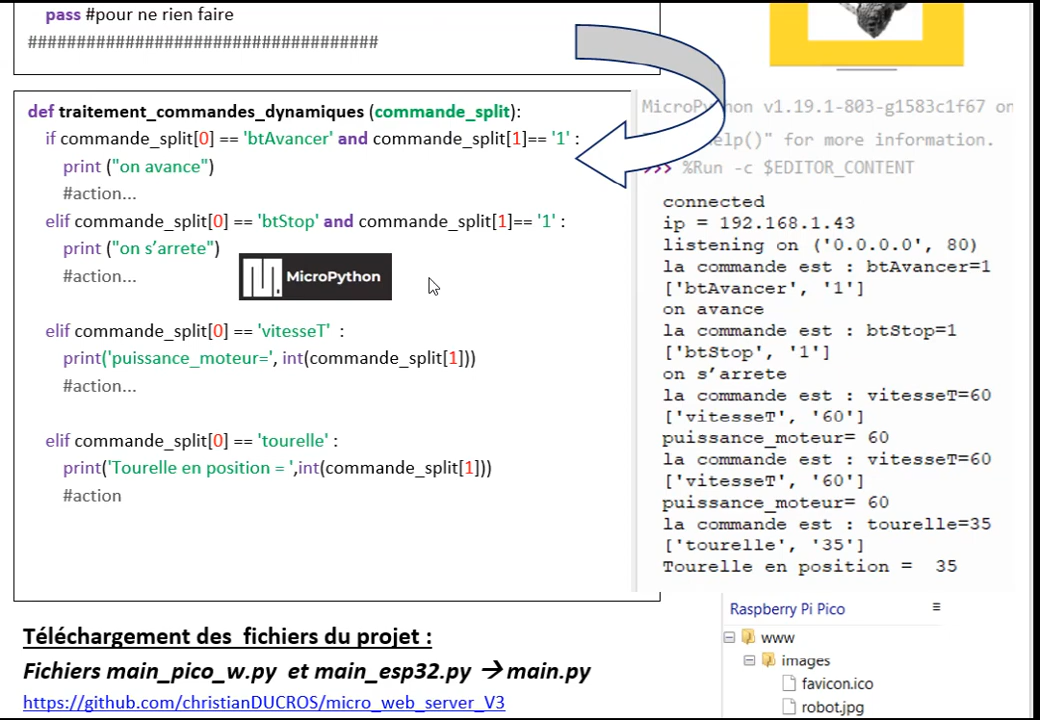 pass #pour ne rien faire
####################################
def traitement_commandes_dynamiques (commande_split):
if commande_split[0] == 'btAvancer' and commande_split[1]== '1' :
print ("on avance")
#action...
elif commande_split[0] == 'btStop' and commande_split[1]== '1' :
print ("on s’arrete")
#action...
MicroPython
elif commande_split[0] == 'vitesseT' :
print('puissance_moteur=', int(commande_split[1]))
#action...
elif commande_split[0] == 'tourelle' :
print('Tourelle en position = ',int(commande_split[1]))
#action
MicroPython v1.19.1-803-g1583c1f67 on
elp()" for more information.
>>> %Run -c $EDITOR_CONTENT
connected
ip = 192.168.1.43
listening on ('0.0.0.0', 80)
la commande est : btAvancer=1
['btAvancer', '1']
on avance
la commande est : btStop=1
['btStop', '1']
on s’arrete
la commande est : vitesseT=60
['vitesseT', '60']
puissance_moteur= 60
la commande est : vitesseT=60
['vitesseT', '60']
puissance_moteur= 60
la commande est : tourelle=35
['tourelle', '35']
Tourelle en position =  35
Téléchargement des fichiers du projet :
Fichiers main_pico_w.py et main_esp32.py → main.py
https://github.com/christianDUCROS/micro_web_server_V3
Raspberry Pi Pico
www
images
favicon.ico
robot.jpg